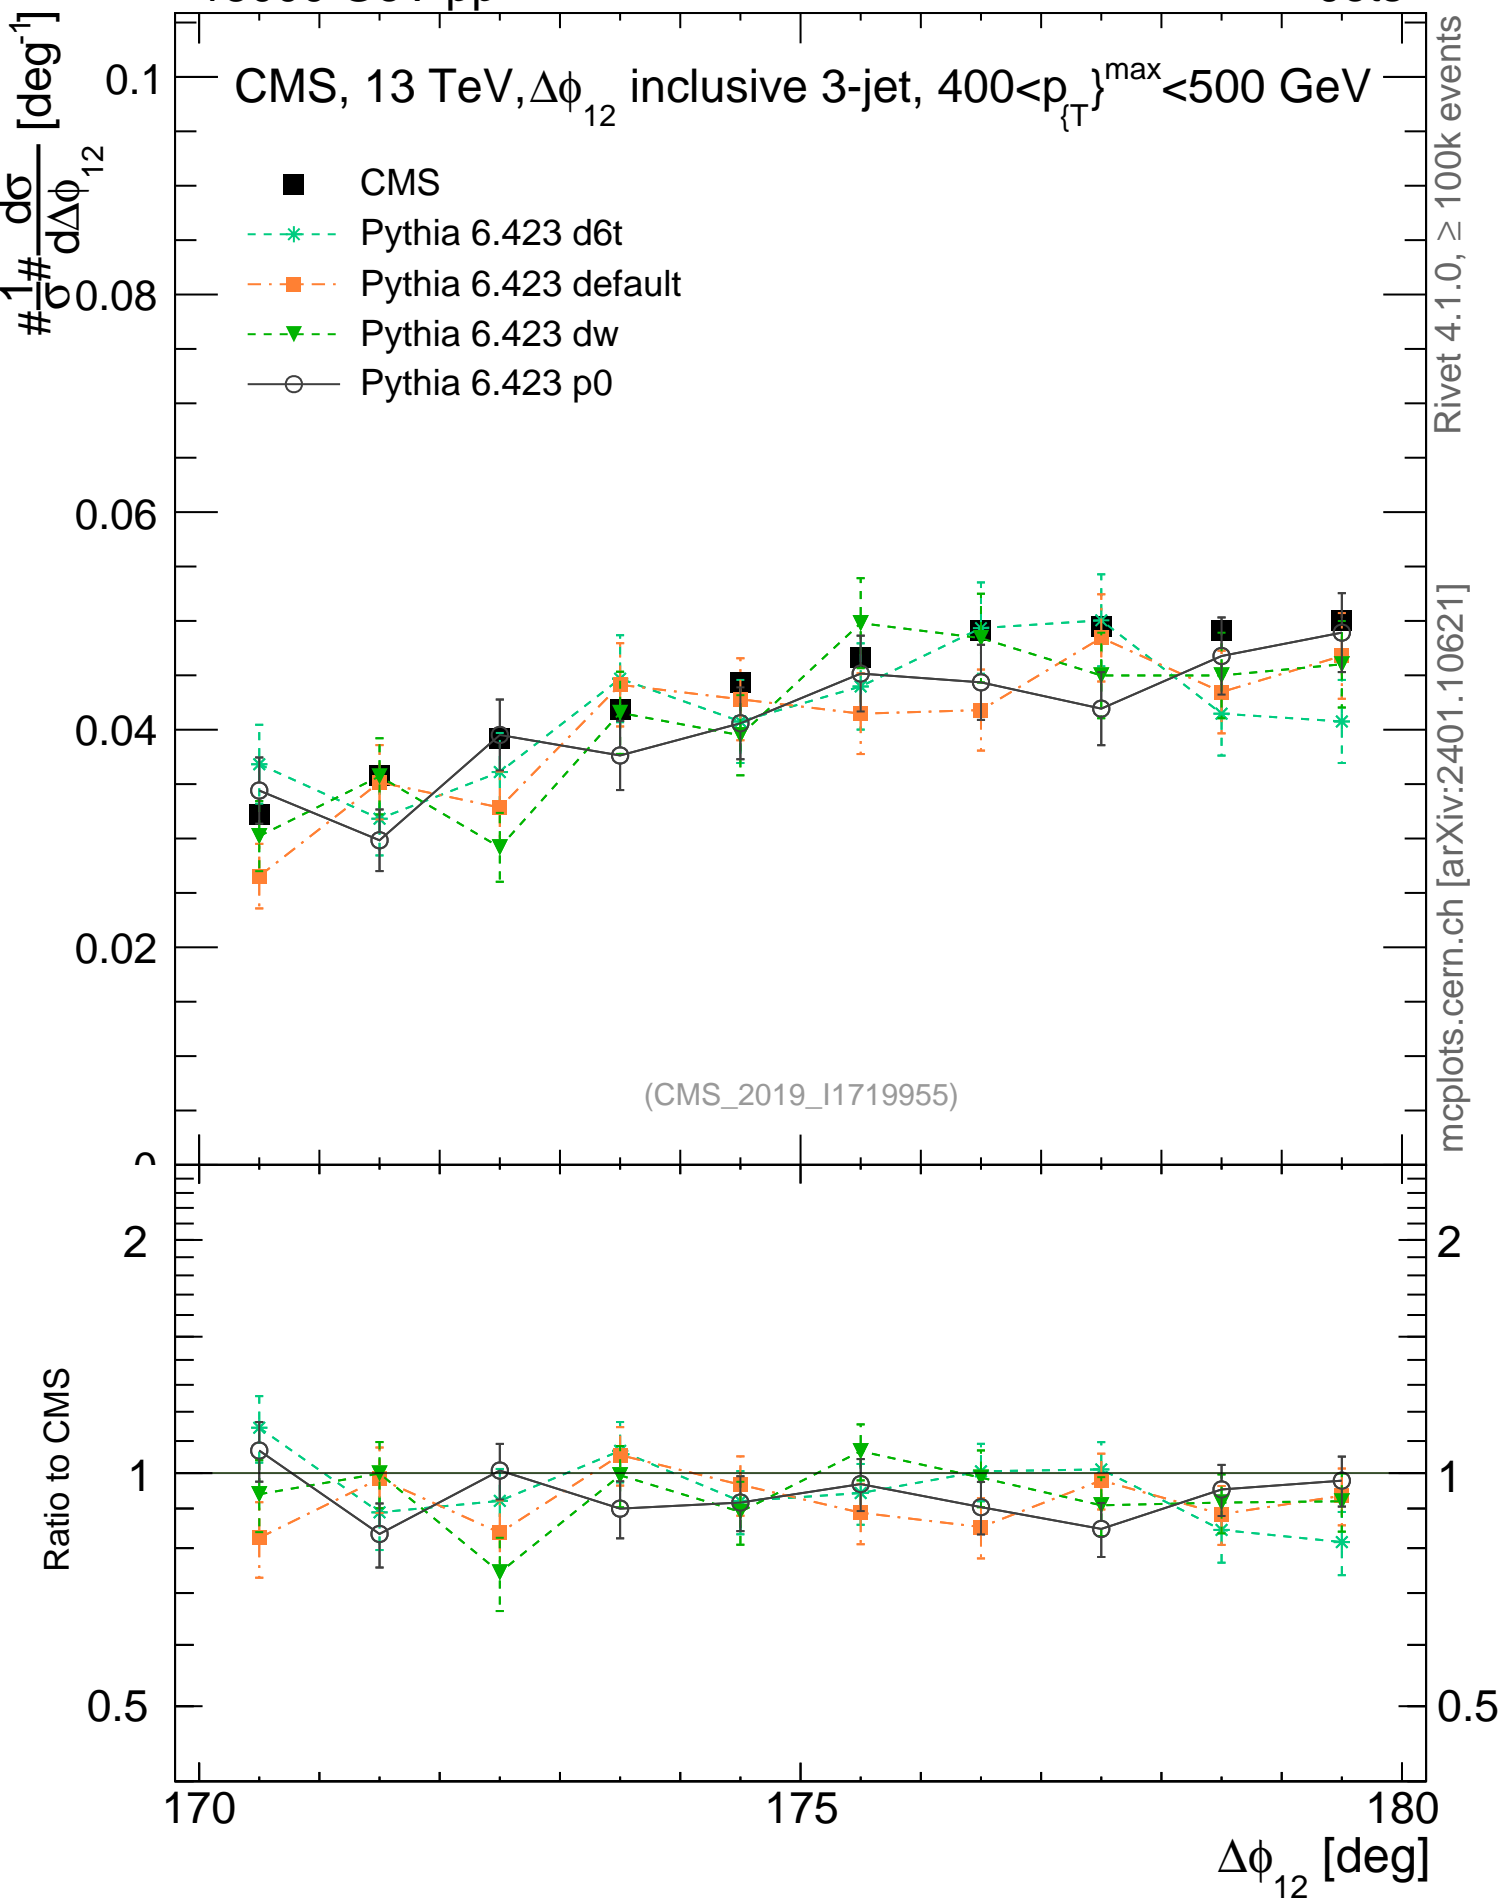 CMS, 13 TeV, Δϕ12 inclusive 3-jet, 400<p{T}max<500 GeV
#1/σ# dσ/dΔϕ12 [deg-1]
CMS
Pythia 6.423 d6t
Pythia 6.423 default
Pythia 6.423 dw
Pythia 6.423 p0
0.1
0.08
0.06
0.04
0.02
(CMS_2019_I1719955)
Rivet 4.1.0, ≥ 100k events
mcplots.cern.ch [arXiv:2401.10621]
Ratio to CMS
2
1
0.5
2
1
0.5
170
175
180
Δϕ12 [deg]